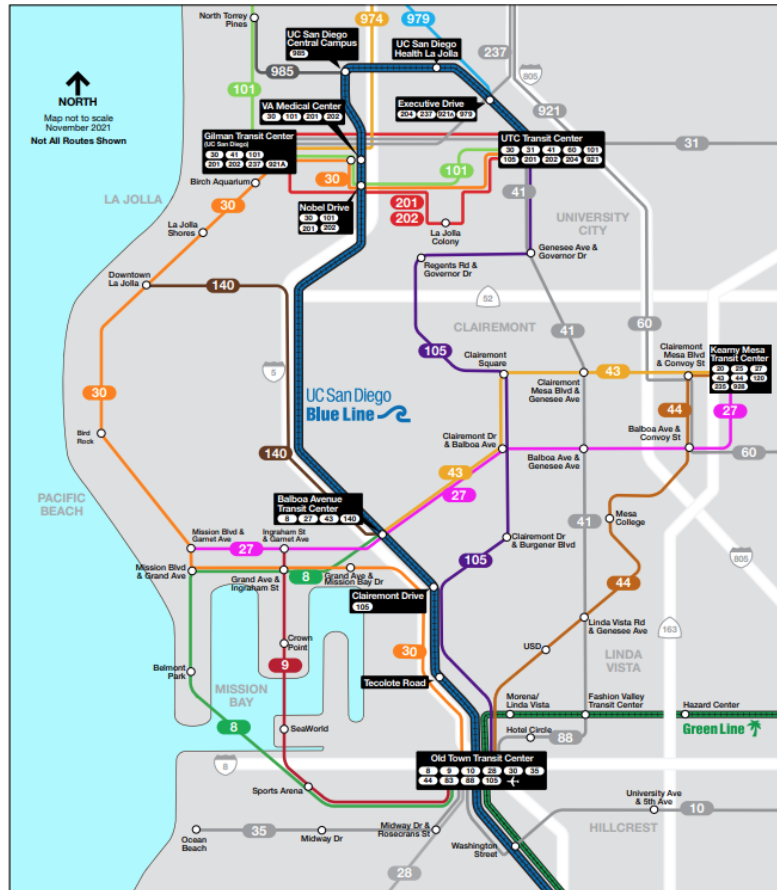 North Torrey
Pines
985
101
974
979
237
805
921
UC San Diego
Central Campus
985
UC San Diego
Health La Jolla
NORTH
Map not to scale
November 2021
Not All Routes Shown
VA Medical Center
30 101 201 202
Executive Drive
204 237 921A 979
Gilman Transit Center
(UC San Diego)
30 41 101
201 202 237 921A
UTC Transit Center
30 31 41 60 101
105 201 202 204 921
31
Birch Aquarium
30
101
41
LA JOLLA
30
Nobel Drive
30 101
201 202
201
202
La Jolla
Colony
UNIVERSITY
CITY
La Jolla
Shores
Genesee Ave &
Governor Dr
Regents Rd &
Governor Dr
Downtown
La Jolla
140
52
60
CLAIREMONT
41
105
Clairemont
Square
Clairemont
Mesa Blvd
& Convoy St
Kearny Mesa
Transit Center
20 25 27
43 44 120
235 928
5
43
Clairemont
Mesa Blvd &
Genesee Ave
30
UC San Diego
Blue Line
44
27
Bird
Rock
Clairemont Dr
& Balboa Ave
Balboa Ave &
Convoy St
140
Balboa Ave &
Genesee Ave
60
43
27
PACIFIC
BEACH
Balboa Avenue
Transit Center
8 27 43 140
Mesa
College
41
Mission Blvd &
Garnet Ave
Ingraham St
& Garnet Ave
27
Clairemont Dr
& Burgener Blvd
805
Mission Blvd
& Grand Ave
Grand Ave &
Ingraham St
8
Grand Ave &
Mission Bay Dr
105
44
Clairemont Drive
105
Linda Vista Rd
& Genesee Ave
163
Crown
Point
30
USD
LINDA
VISTA
9
Belmont
Park
Tecolote Road
MISSION
BAY
Morena/
Linda Vista
Fashion Valley
Transit Center
Hazard Center
8
SeaWorld
Hotel Circle
88
Green Line
8
Old Town Transit Center
8 9 10 28 30 35
44 83 88 105
Sports Arena
University Ave
& 5th Ave
10
Ocean
Beach
35
Midway Dr
Midway Dr &
Rosecrans St
HILLCREST
Washington
Street
28